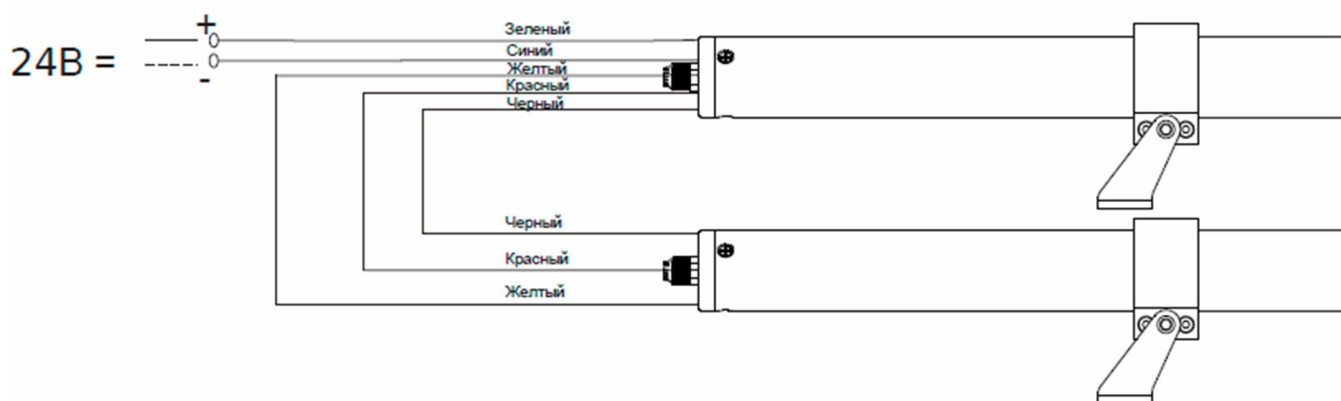 +
Зеленый
24В =
Синий
-
Желтый
Красный
Черный
Черный
Красный
Желтый